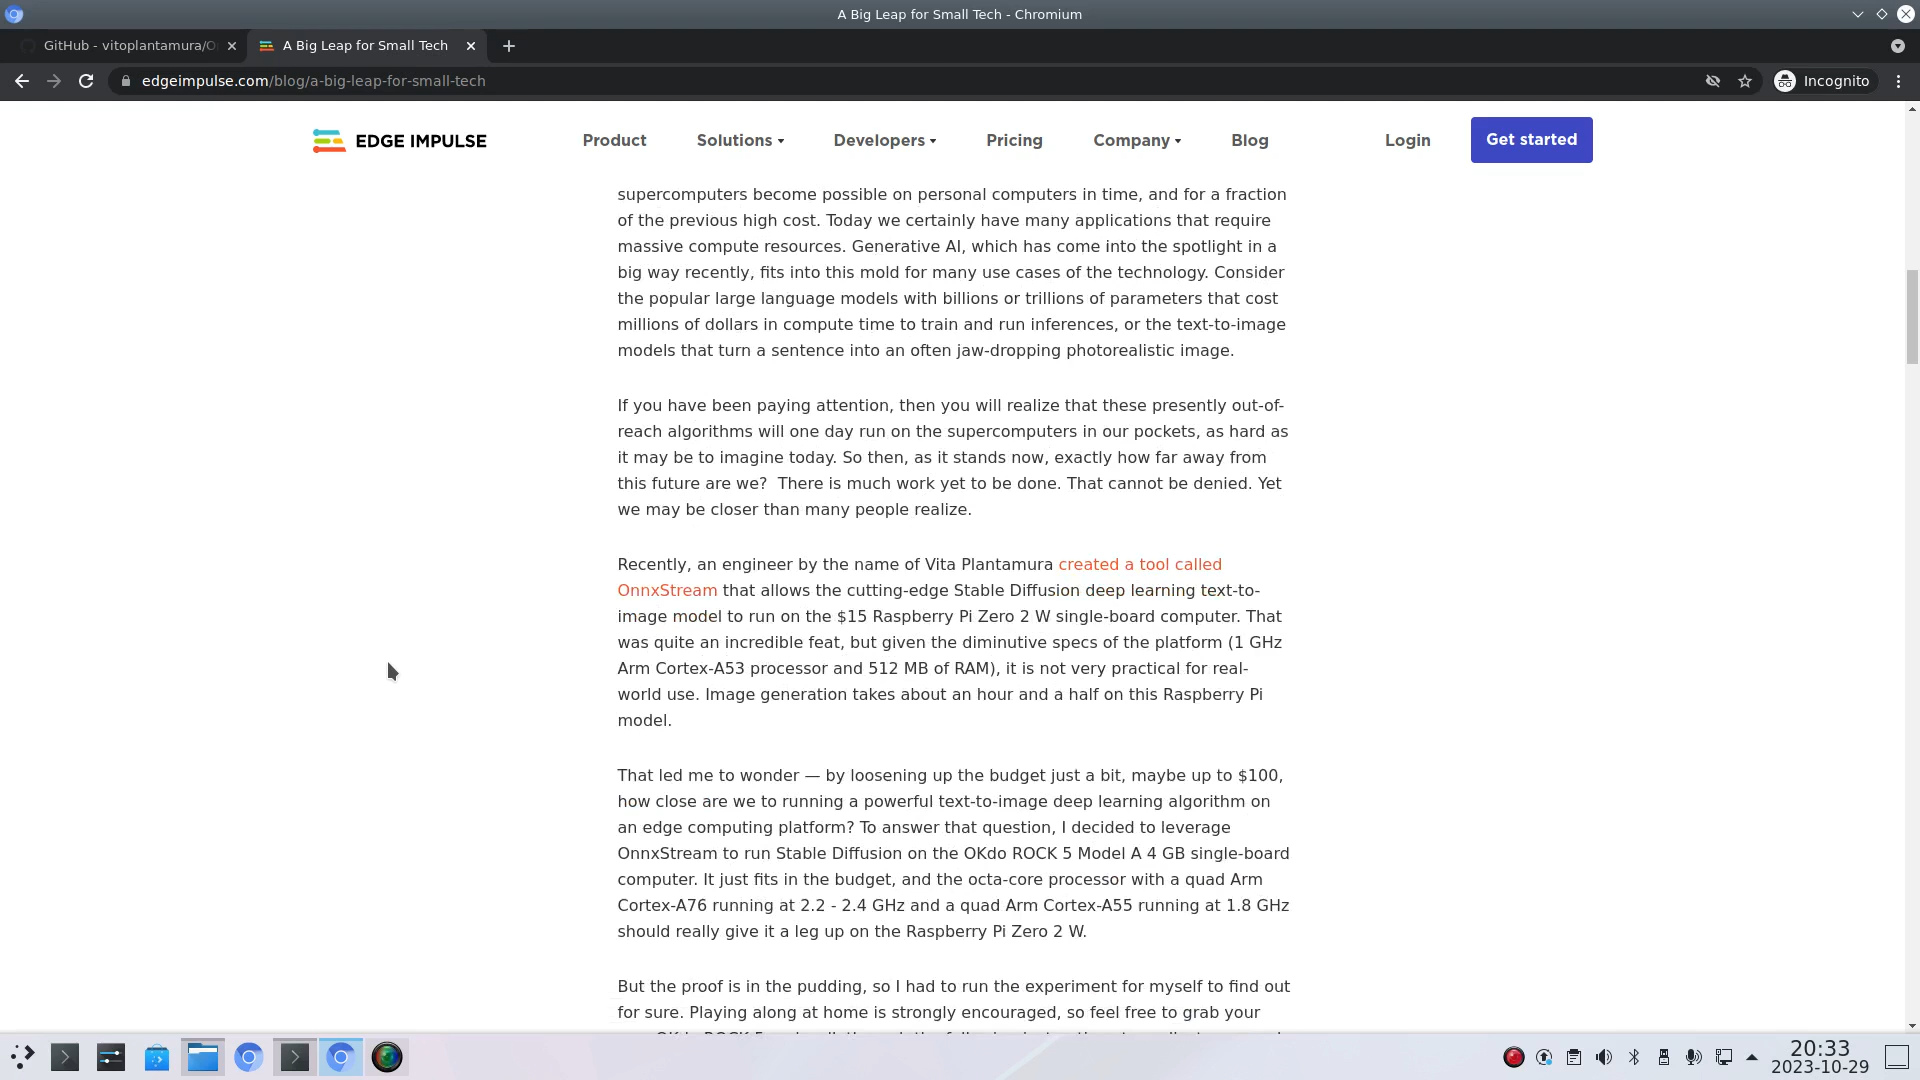 A Big Leap for Small Tech - Chromium
GitHub - vitoplantamura/O
A Big Leap for Small Tech
edgeimpulse.com/blog/a-big-leap-for-small-tech
Incognito
EDGE IMPULSE
Product
Solutions
Developers
Pricing
Company
Blog
Login
Get started
supercomputers become possible on personal computers in time, and for a fraction
of the previous high cost. Today we certainly have many applications that require
massive compute resources. Generative AI, which has come into the spotlight in a
big way recently, fits into this mold for many use cases of the technology. Consider
the popular large language models with billions or trillions of parameters that cost
millions of dollars in compute time to train and run inferences, or the text-to-image
models that turn a sentence into an often jaw-dropping photorealistic image.
If you have been paying attention, then you will realize that these presently out-of-
reach algorithms will one day run on the supercomputers in our pockets, as hard as
it may be to imagine today. So then, as it stands now, exactly how far away from
this future are we?  There is much work yet to be done. That cannot be denied. Yet
we may be closer than many people realize.
Recently, an engineer by the name of Vita Plantamura created a tool called
OnnxStream that allows the cutting-edge Stable Diffusion deep learning text-to-
image model to run on the $15 Raspberry Pi Zero 2 W single-board computer. That
was quite an incredible feat, but given the diminutive specs of the platform (1 GHz
Arm Cortex-A53 processor and 512 MB of RAM), it is not very practical for real-
world use. Image generation takes about an hour and a half on this Raspberry Pi
model.
That led me to wonder — by loosening up the budget just a bit, maybe up to $100,
how close are we to running a powerful text-to-image deep learning algorithm on
an edge computing platform? To answer that question, I decided to leverage
OnnxStream to run Stable Diffusion on the OKdo ROCK 5 Model A 4 GB single-board
computer. It just fits in the budget, and the octa-core processor with a quad Arm
Cortex-A76 running at 2.2 - 2.4 GHz and a quad Arm Cortex-A55 running at 1.8 GHz
should really give it a leg up on the Raspberry Pi Zero 2 W.
But the proof is in the pudding, so I had to run the experiment for myself to find out
for sure. Playing along at home is strongly encouraged, so feel free to grab your
20:33
2023-10-29